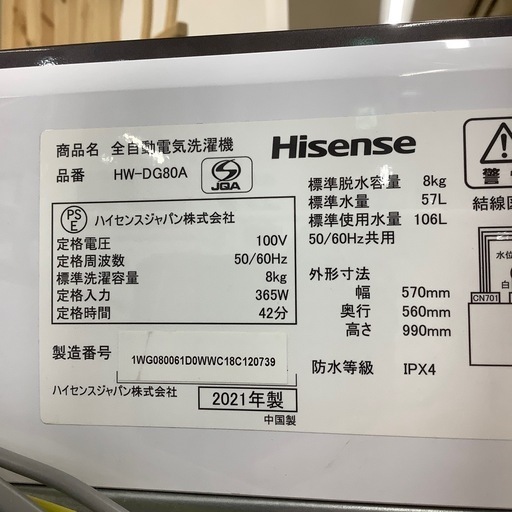 商品名 全自動電気洗濯機
品番 HW-DG80A
JQA
Hisense
PS
E
ハイセンスジャパン株式会社
定格電圧 100V
定格周波数 50/60Hz
標準洗濯容量 8kg
定格入力 365W
定格時間 42分
製造番号 1WG080061D0WWC18C120739
ハイセンスジャパン株式会社 2021年製
中国製
標準脱水容量 8kg
標準水量 57L
標準使用水量 106L
50/60Hz共用
外形寸法
幅 570mm
奥行 560mm
高さ 990mm
防水等級 IPX4
警
結線図
水位
白
CN701